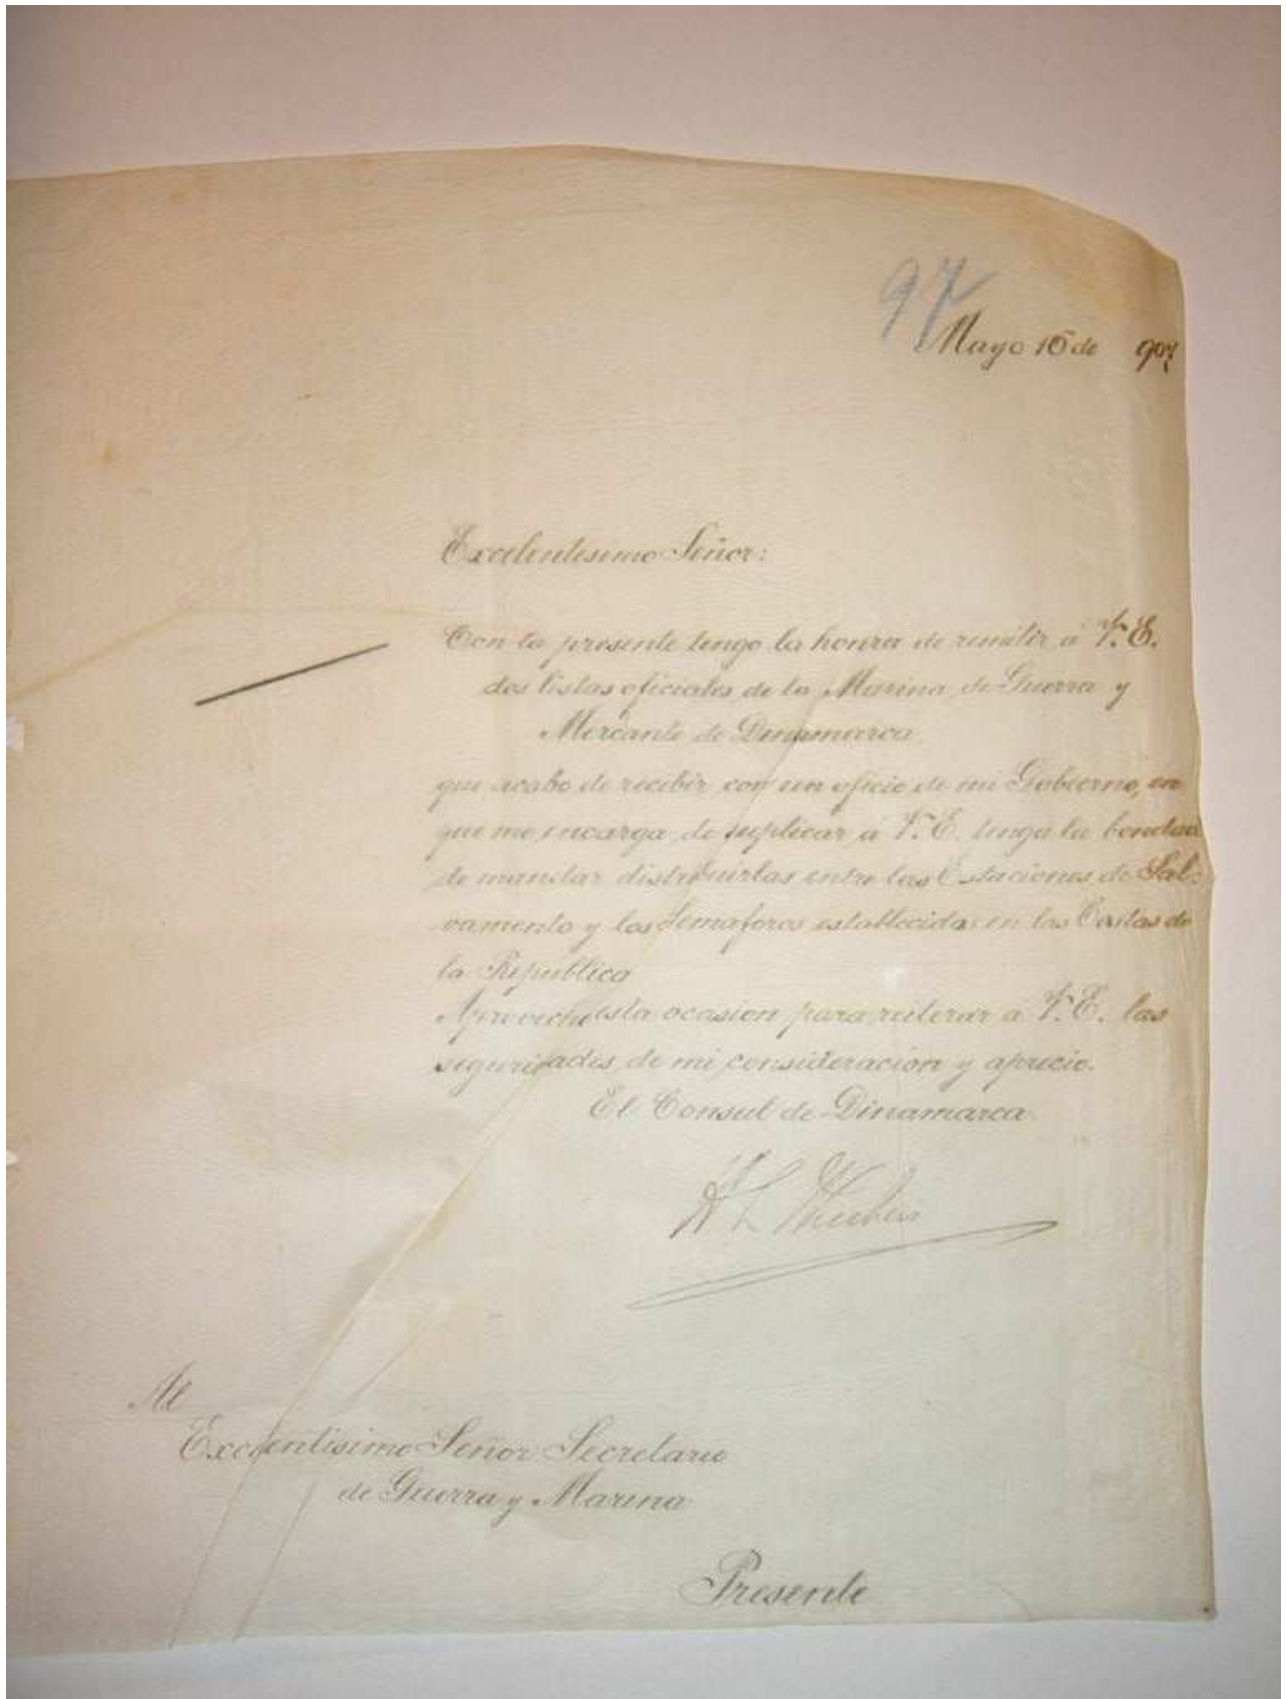 97
Mayo 16 de 907
Excelentesimo Señor:
Con la presente tengo la honra de remitir á V. E.
dos listas oficiales de la Marina de Guerra y
Mercante de Dinamarca
que acabo de recibir con un oficio de mi Gobierno, en
que me encarga de suplicar á V. E. tenga la bondad
de mandar distribuirlas entre las Estaciones de Sal-
vamento y los Semaforos establecidas en las Costas de
la Republica
Aprovecho esta ocasion para reiterar a V. E. las
seguridades de mi consideracion y aprecio.
El Consul de Dinamarca.
Al
Excelentisimo Señor Secretario
de Guerra y Marina
Presente